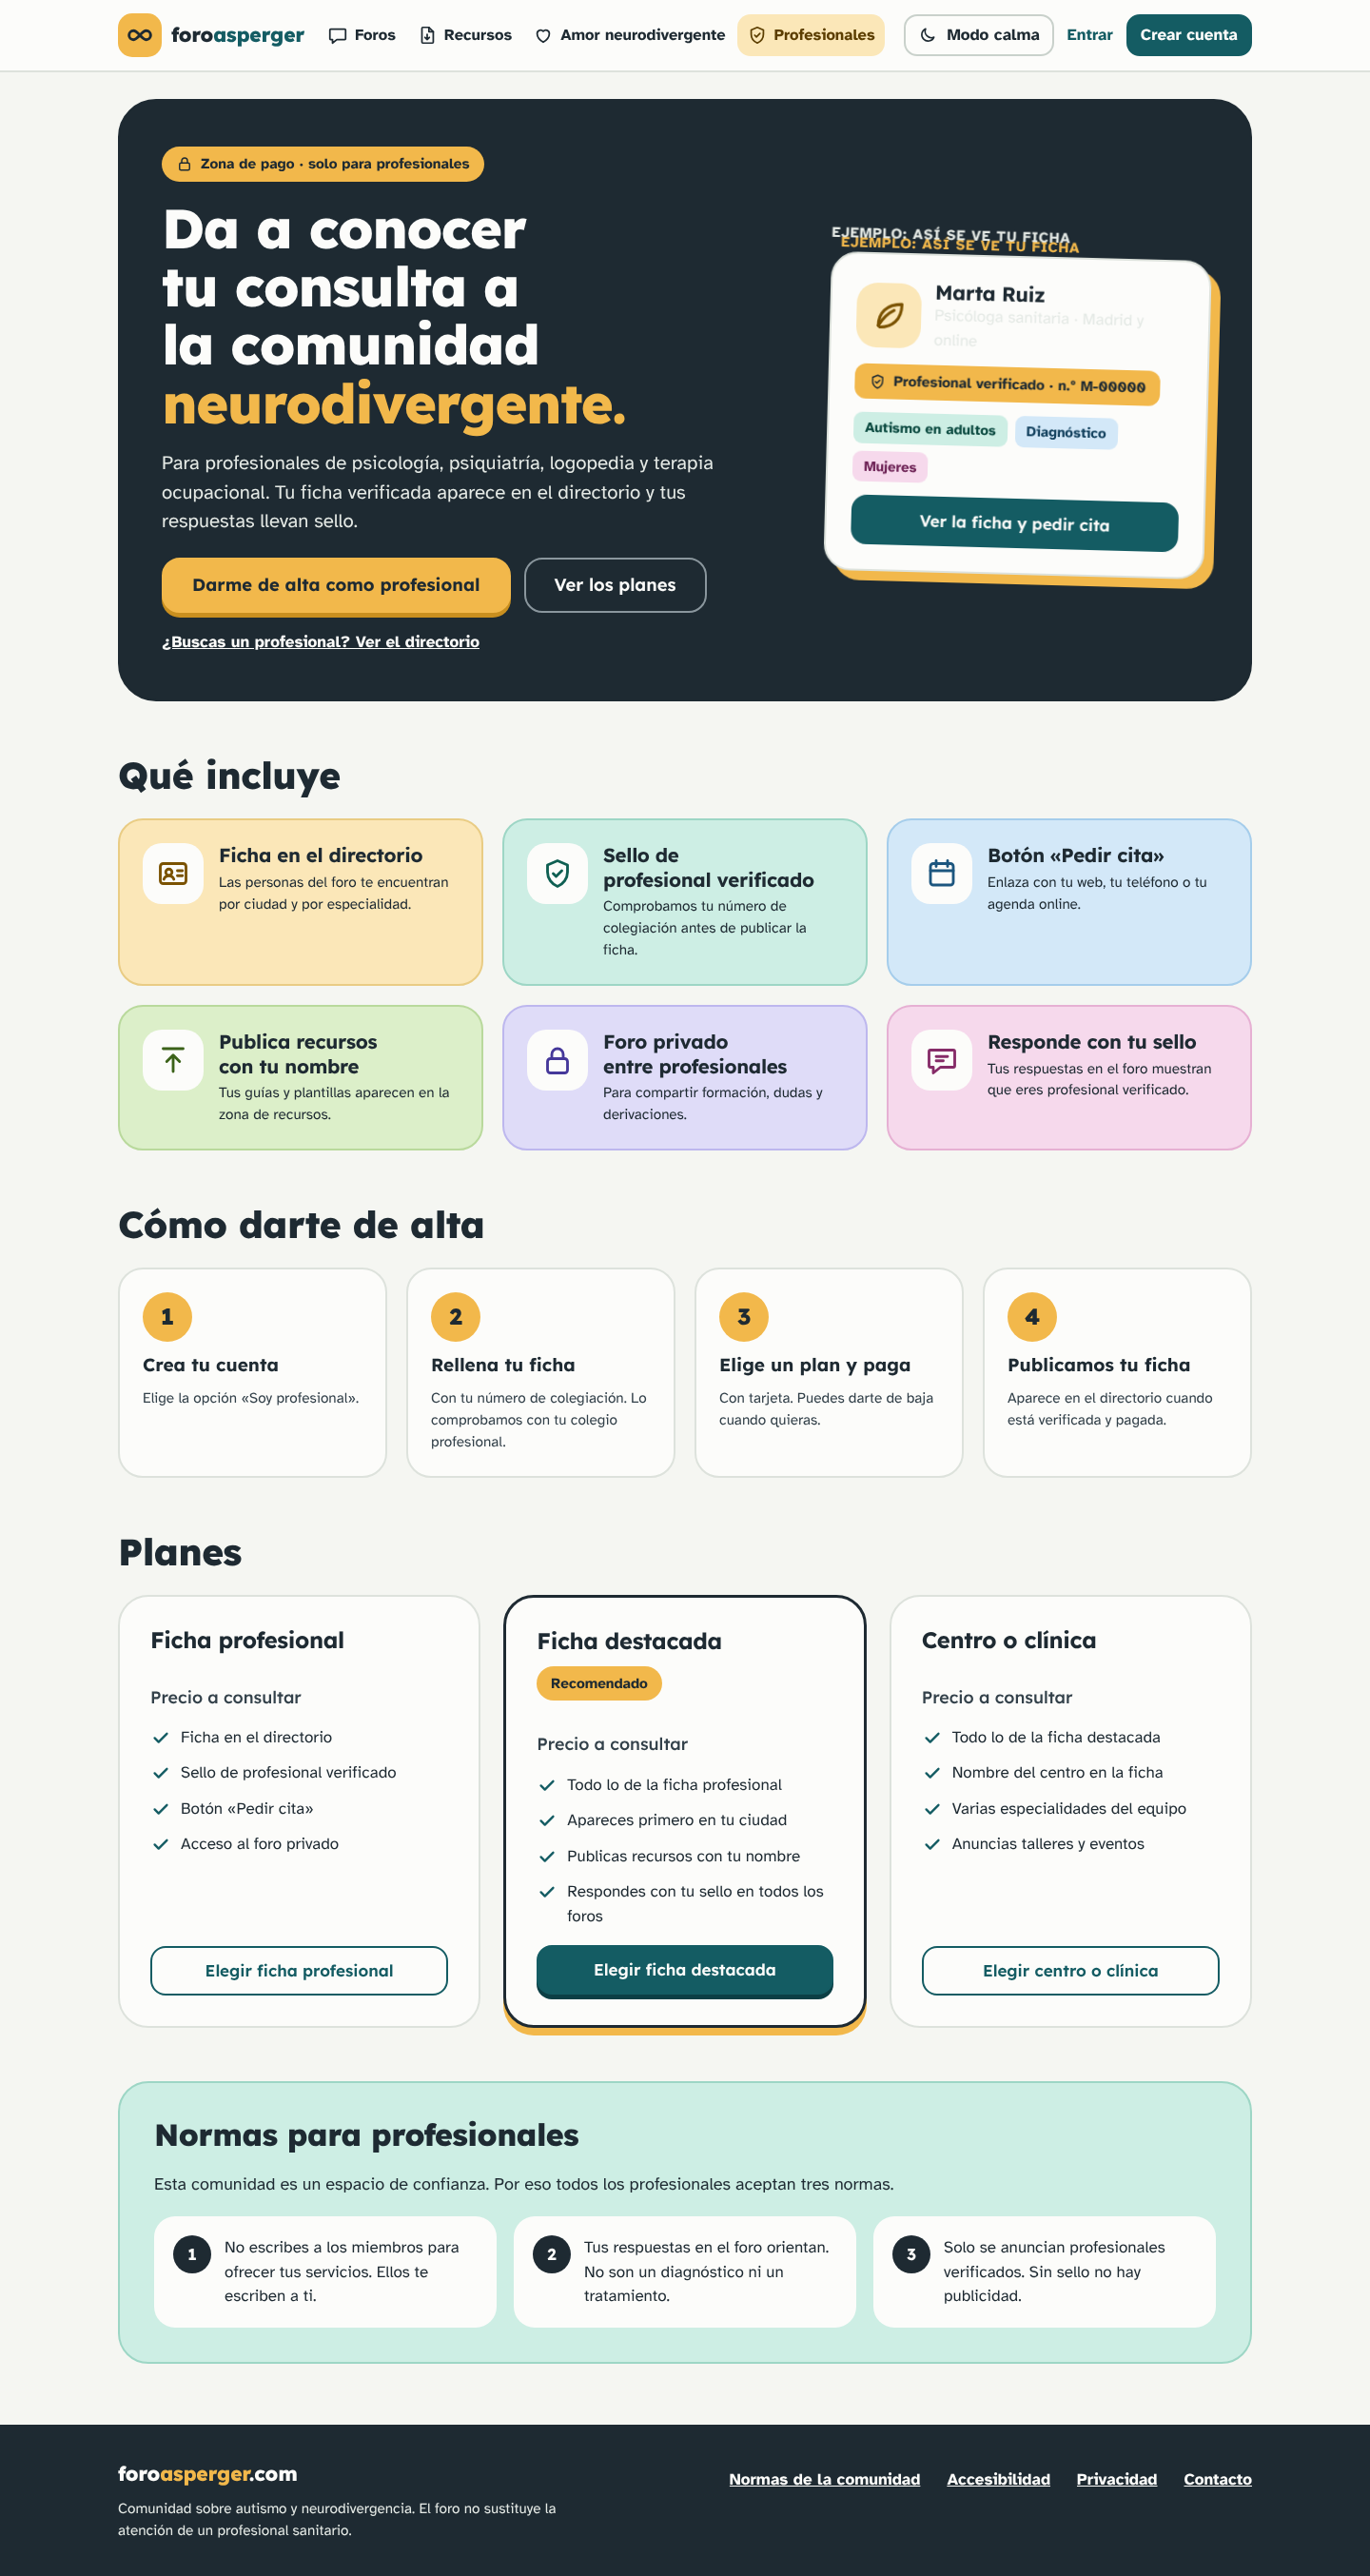 foroasperger
Foros
Recursos
Amor neurodivergente
Profesionales
Modo calma
Entrar
Crear cuenta
Zona de pago · solo para profesionales
Da a conocer
tu consulta a
la comunidad
neurodivergente.
Para profesionales de psicología, psiquiatría, logopedia y terapia
ocupacional. Tu ficha verificada aparece en el directorio y tus
respuestas llevan sello.
Darme de alta como profesional
Ver los planes
¿Buscas un profesional? Ver el directorio
EJEMPLO: ASÍ SE VE TU FICHA
Marta Ruiz
Psicóloga sanitaria · Madrid y
online
Profesional verificado · n.º M-00000
Autismo en adultos
Diagnóstico
Mujeres
Ver la ficha y pedir cita
Qué incluye
Ficha en el directorio
Las personas del foro te encuentran
por ciudad y por especialidad.
Sello de
profesional verificado
Comprobamos tu número de
colegiación antes de publicar la
ficha.
Botón «Pedir cita»
Enlaza con tu web, tu teléfono o tu
agenda online.
Publica recursos
con tu nombre
Tus guías y plantillas aparecen en la
zona de recursos.
Foro privado
entre profesionales
Para compartir formación, dudas y
derivaciones.
Responde con tu sello
Tus respuestas en el foro muestran
que eres profesional verificado.
Cómo darte de alta
1
Crea tu cuenta
Elige la opción «Soy profesional».
2
Rellena tu ficha
Con tu número de colegiación. Lo
comprobamos con tu colegio
profesional.
3
Elige un plan y paga
Con tarjeta. Puedes darte de baja
cuando quieras.
4
Publicamos tu ficha
Aparece en el directorio cuando
está verificada y pagada.
Planes
Ficha profesional
Precio a consultar
Ficha en el directorio
Sello de profesional verificado
Botón «Pedir cita»
Acceso al foro privado
Elegir ficha profesional
Ficha destacada
Recomendado
Precio a consultar
Todo lo de la ficha profesional
Apareces primero en tu ciudad
Publicas recursos con tu nombre
Respondes con tu sello en todos los
foros
Elegir ficha destacada
Centro o clínica
Precio a consultar
Todo lo de la ficha destacada
Nombre del centro en la ficha
Varias especialidades del equipo
Anuncias talleres y eventos
Elegir centro o clínica
Normas para profesionales
Esta comunidad es un espacio de confianza. Por eso todos los profesionales aceptan tres normas.
1
No escribes a los miembros para
ofrecer tus servicios. Ellos te
escriben a ti.
2
Tus respuestas en el foro orientan.
No son un diagnóstico ni un
tratamiento.
3
Solo se anuncian profesionales
verificados. Sin sello no hay
publicidad.
foroasperger.com
Comunidad sobre autismo y neurodivergencia. El foro no sustituye la
atención de un profesional sanitario.
Normas de la comunidad
Accesibilidad
Privacidad
Contacto